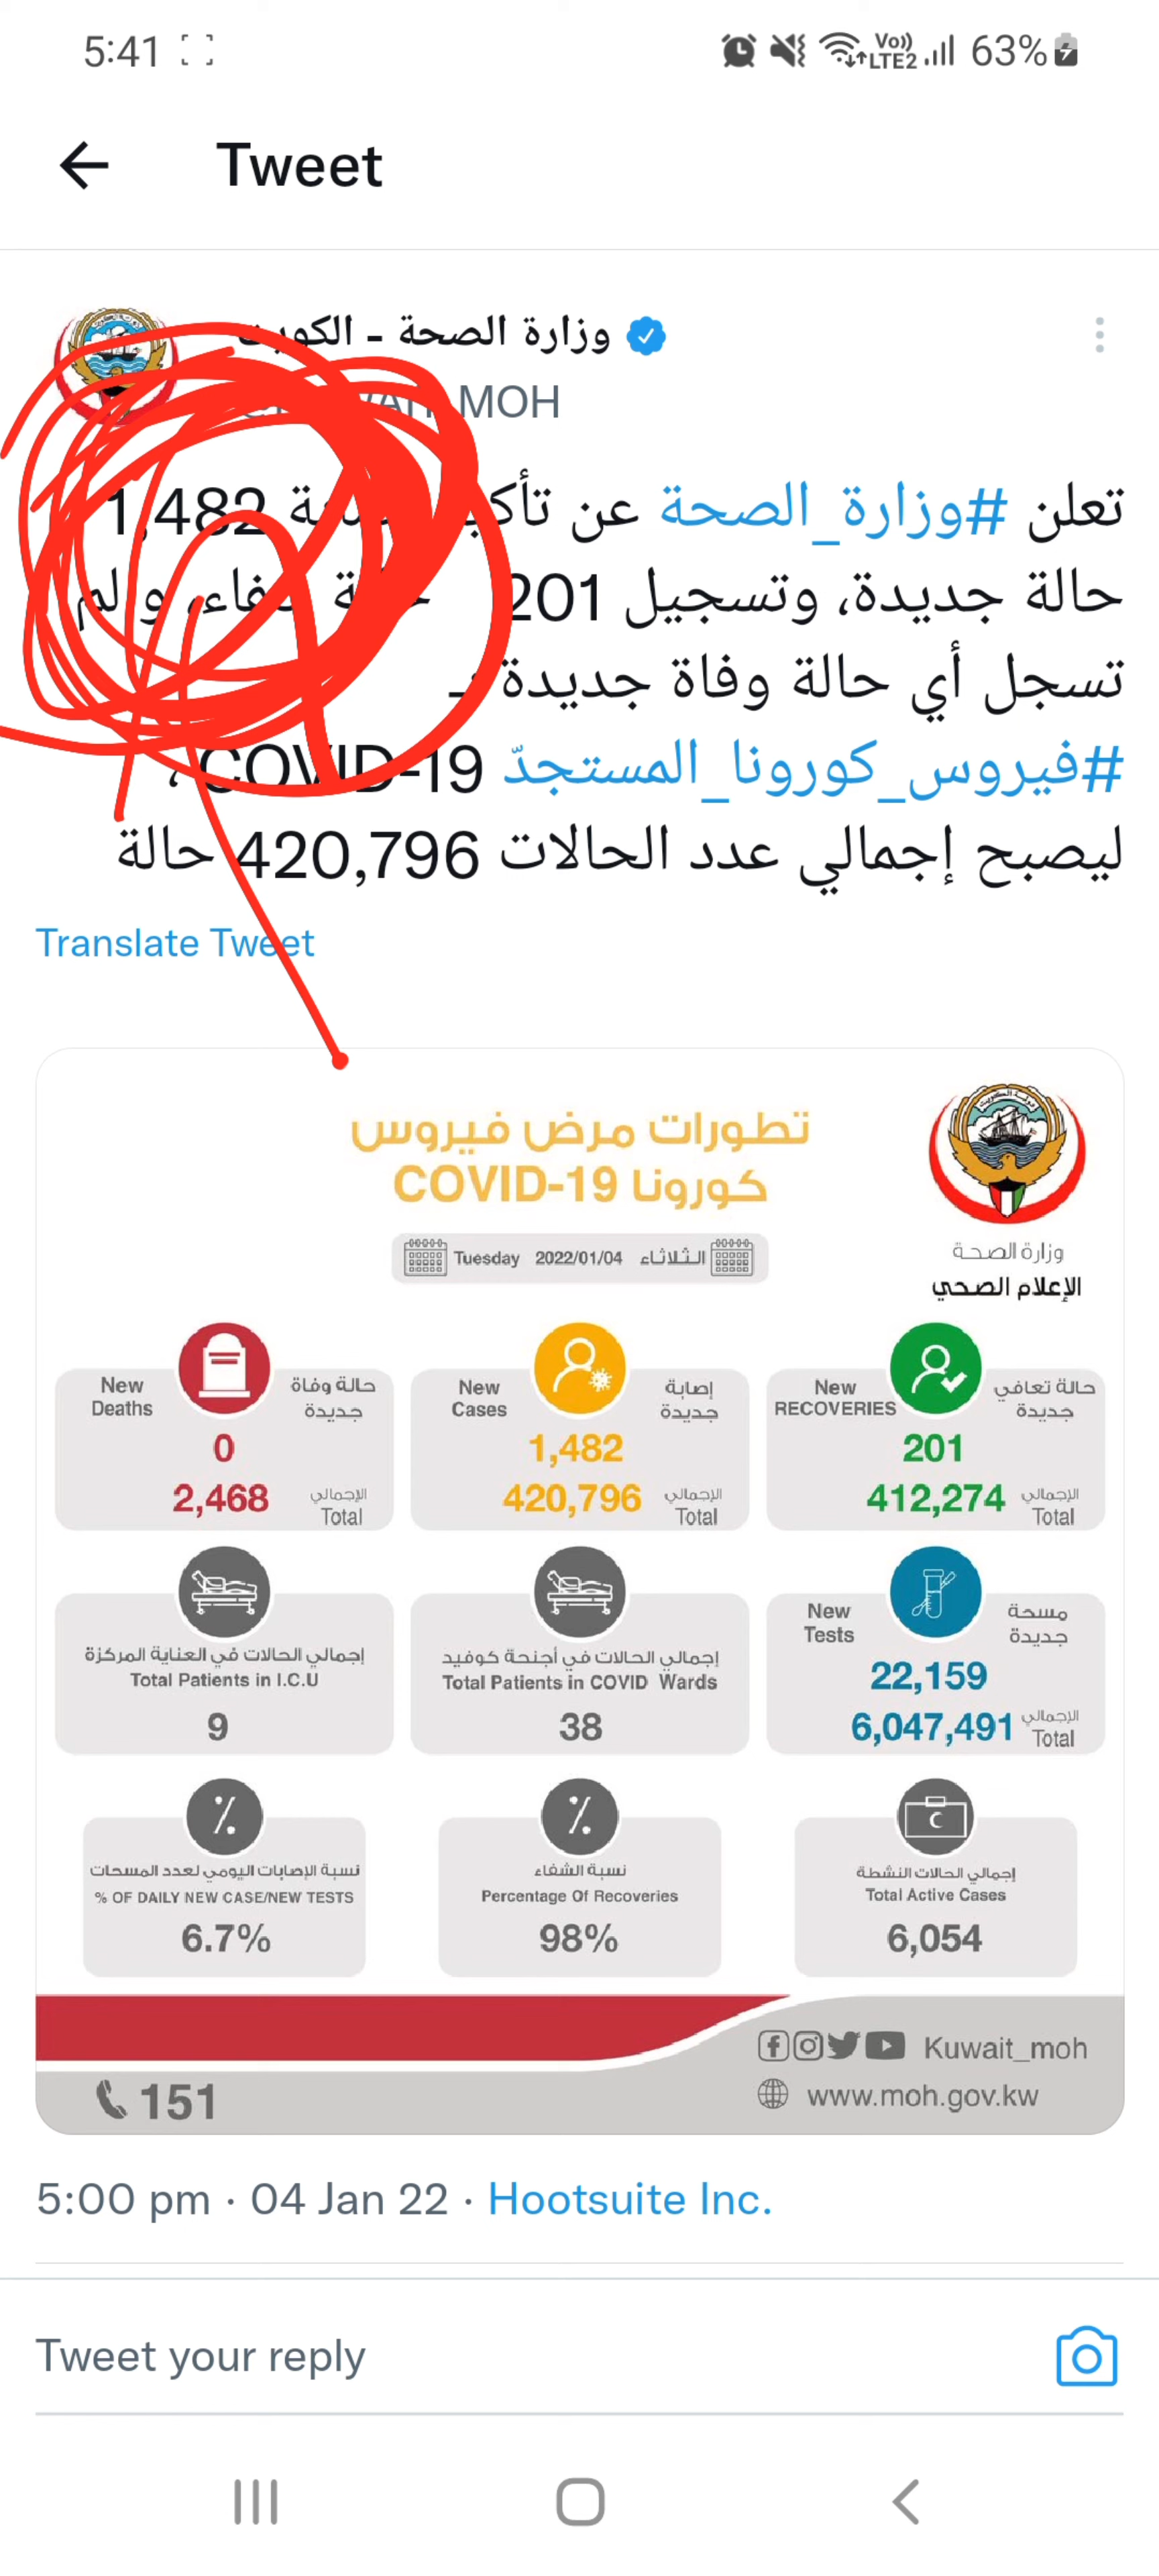 5:41
Vo)) LTE2 63%
Tweet
وزارة الصحة - الكويت
MOH
تعلن #وزارة_الصحة عن 1,482
حالة جديدة، وتسجيل 201 ولم
تسجل أي حالة وفاة جديدة
#فيروس_كورونا_المستجدّ COVID-19،
ليصبح إجمالي عدد الحالات 420,796 حالة
Translate Tweet
تطورات مرض فيروس
كورونا COVID-19
Tuesday 2022/01/04 الثلاثاء
وزارة الصحة
الإعلام الصحي
New Deaths
حالة وفاة جديدة
0
2,468
الإجمالي Total
New Cases
إصابة جديدة
1,482
420,796
الإجمالي Total
New RECOVERIES
حالة تعافي جديدة
201
412,274
الإجمالي Total
إجمالي الحالات في العناية المركزة
Total Patients in I.C.U
9
إجمالي الحالات في أجنحة كوفيد
Total Patients in COVID Wards
38
New Tests
مسحة جديدة
22,159
6,047,491
الإجمالي Total
نسبة الإصابات اليومي لعدد المسحات
% OF DAILY NEW CASE/NEW TESTS
6.7%
نسبة الشفاء
Percentage Of Recoveries
98%
إجمالي الحالات النشطة
Total Active Cases
6,054
Kuwait_moh
151
www.moh.gov.kw
5:00 pm · 04 Jan 22 · Hootsuite Inc.
Tweet your reply